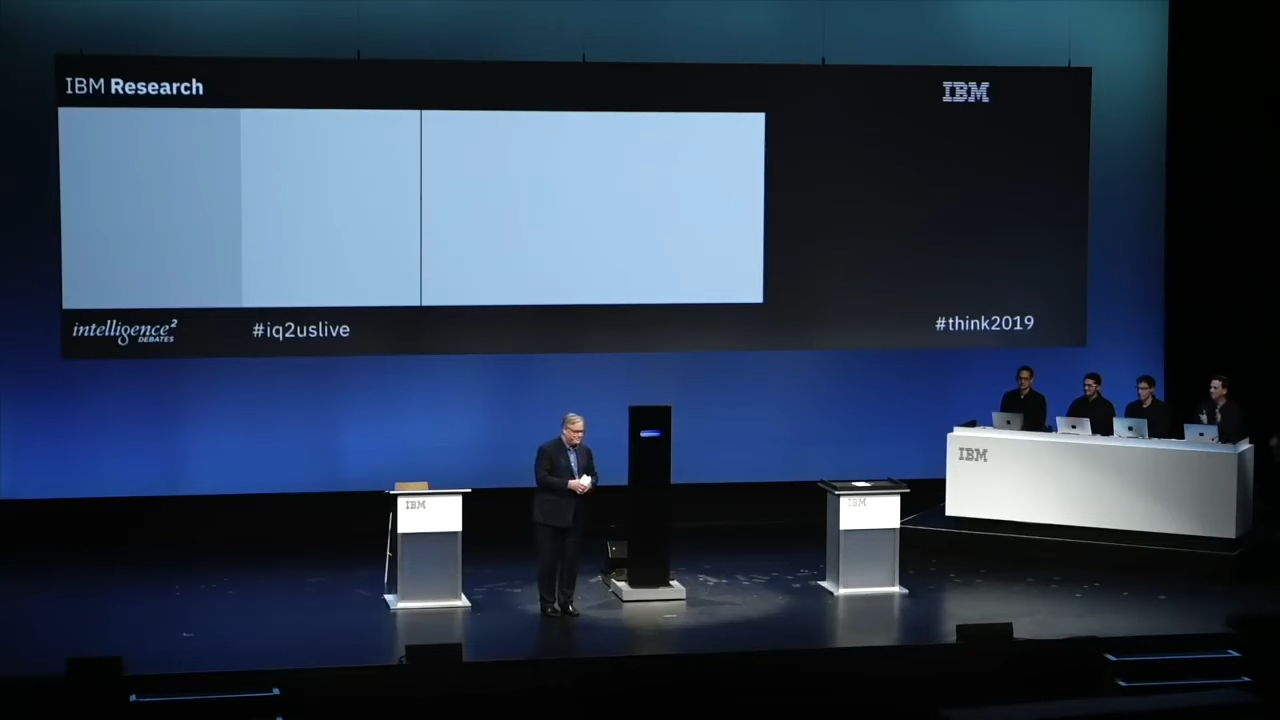 IBM Research
IBM
intelligence²
DEBATES
#iq2uslive
#think2019
IBM
IBM
IBM